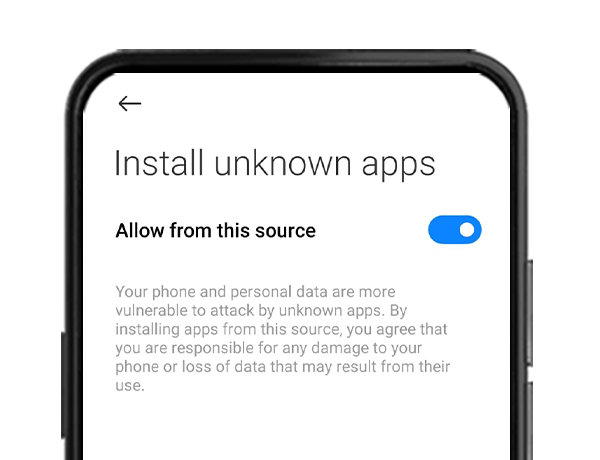 Install unknown apps
Allow from this source
Your phone and personal data are more
vulnerable to attack by unknown apps. By
installing apps from this source, you agree that
you are responsible for any damage to your
phone or loss of data that may result from their
use.